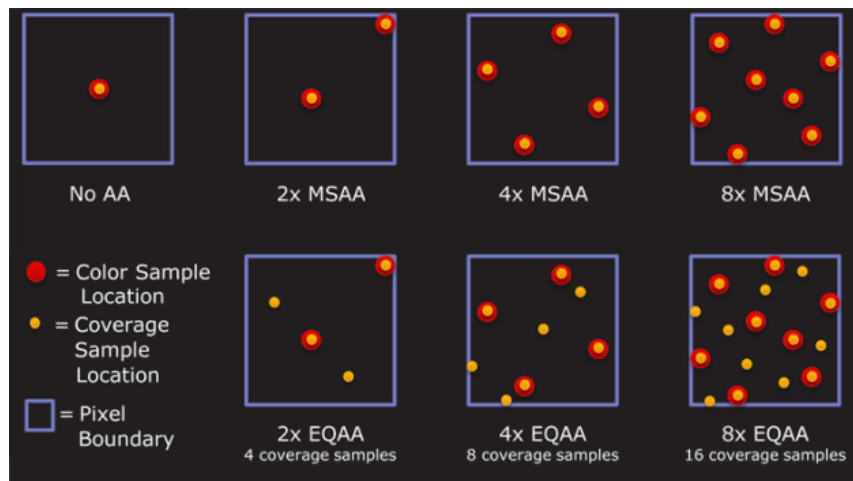 No AA
2x MSAA
4x MSAA
8x MSAA
= Color Sample
Location
= Coverage
Sample
Location
= Pixel
Boundary
2x EQAA
4 coverage samples
4x EQAA
8 coverage samples
8x EQAA
16 coverage samples